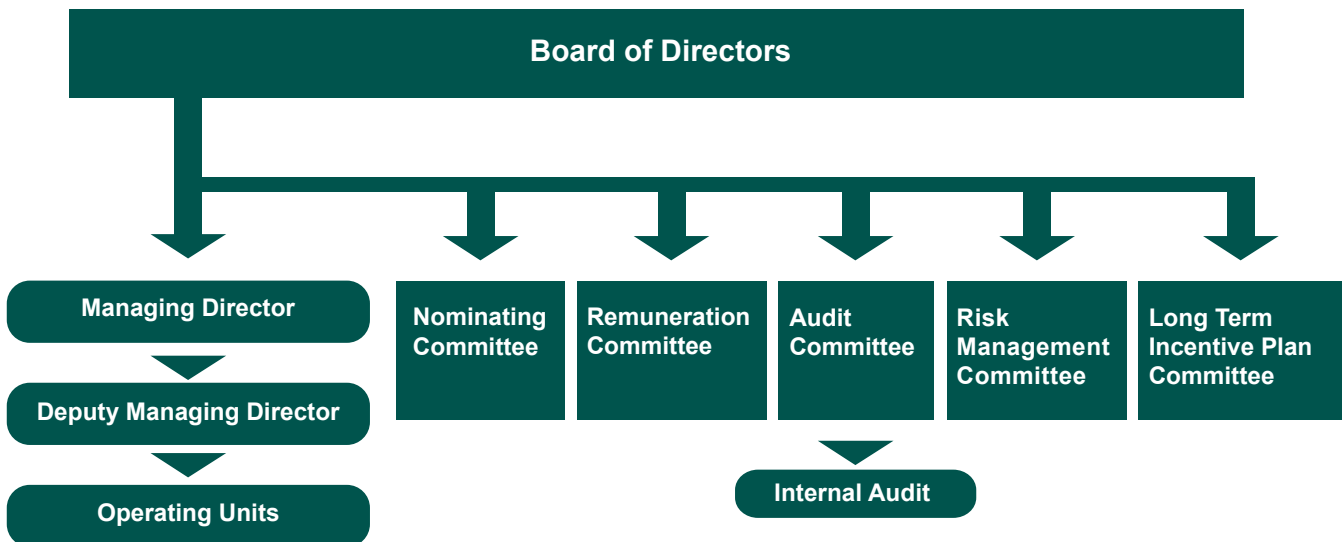 Board of Directors
Managing Director
Deputy Managing Director
Operating Units
Nominating
Committee
Remuneration
Committee
Audit
Committee
Internal Audit
Risk
Management
Committee
Long Term
Incentive Plan
Committee